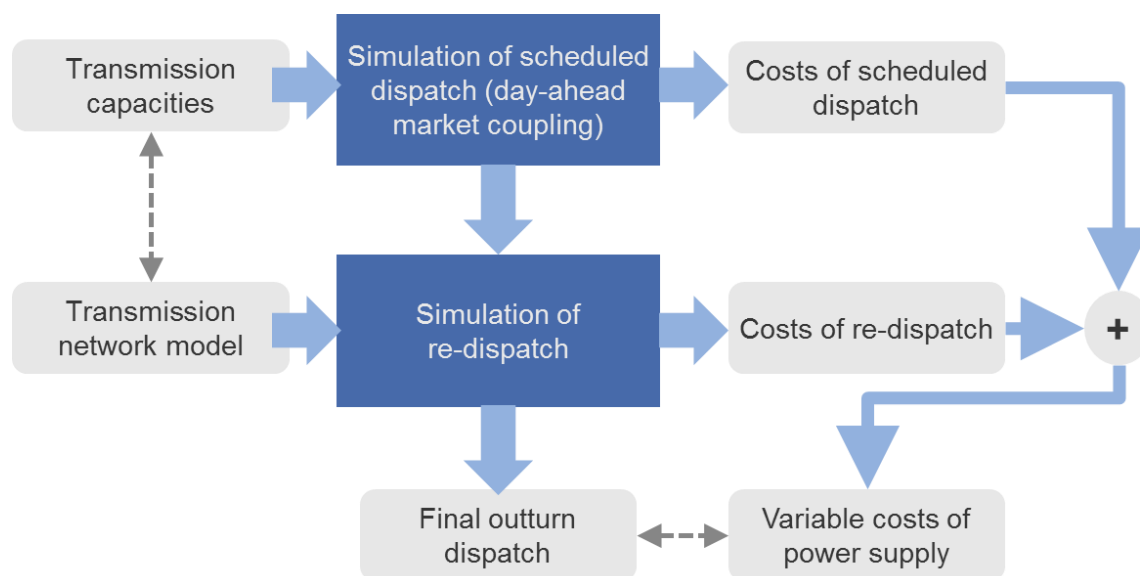 Transmission
capacities
Simulation of scheduled
dispatch (day-ahead
market coupling)
Costs of scheduled
dispatch
Transmission
network model
Simulation of
re-dispatch
Costs of re-dispatch
+
Final outturn
dispatch
Variable costs of
power supply